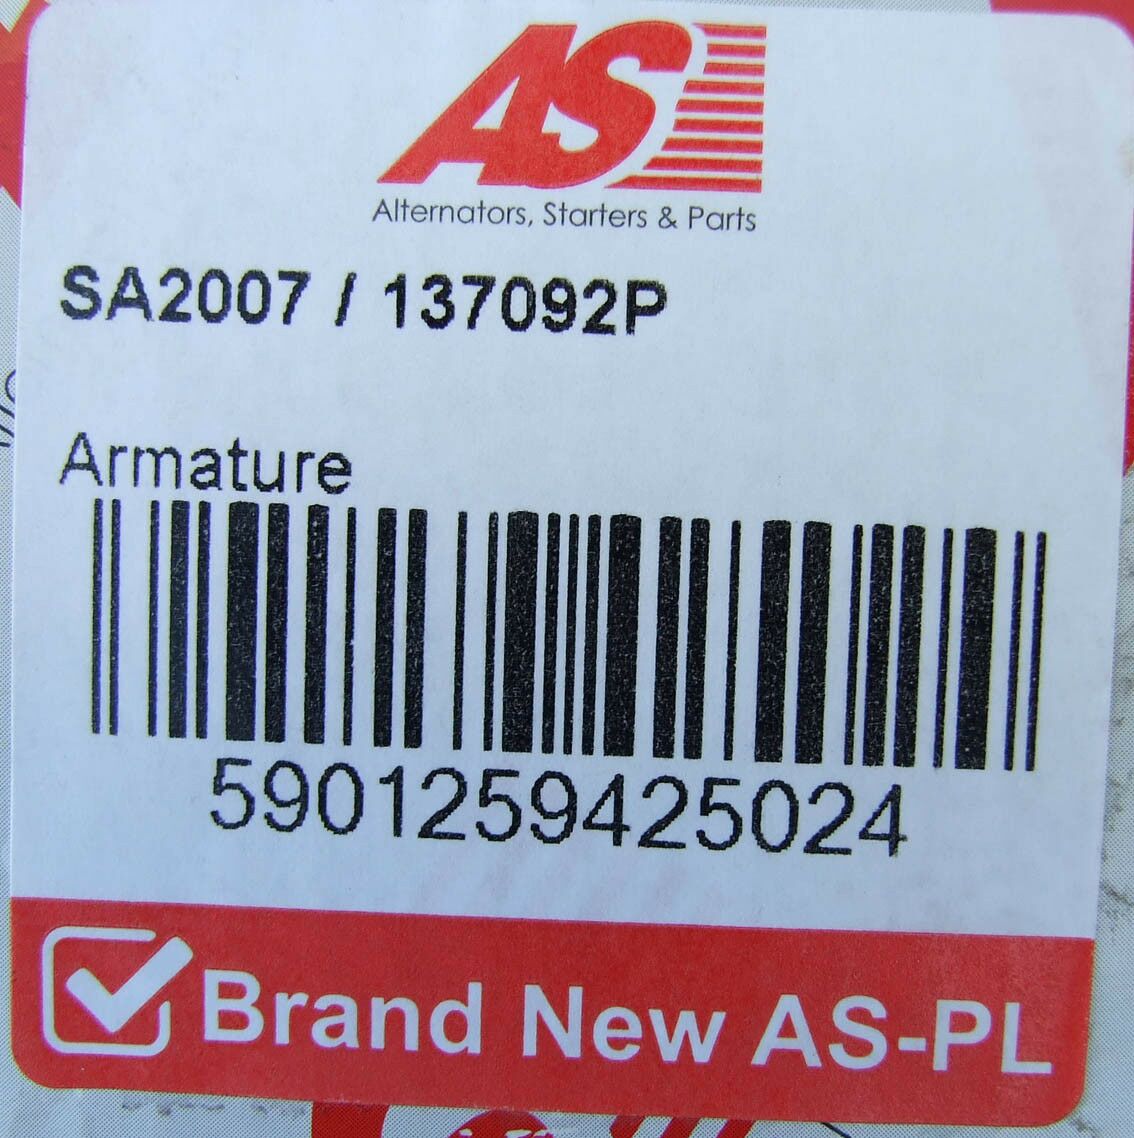 AS
Alternators, Starters & Parts
SA2007 / 137092P
Armature
5901259425024
Brand New AS-PL